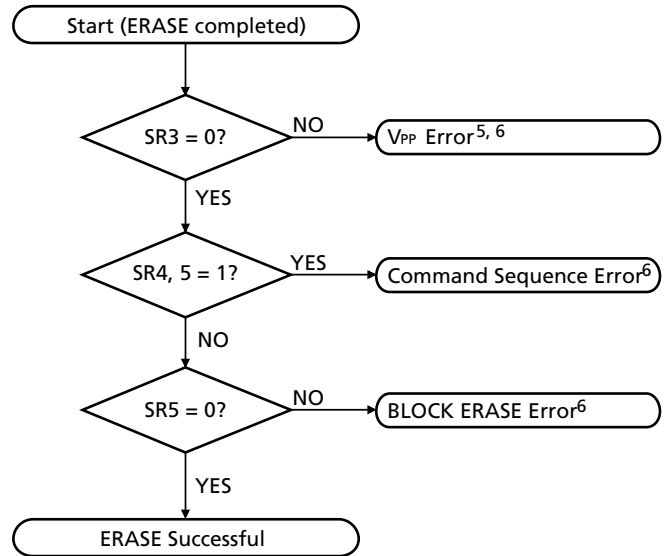 Start (ERASE completed)
SR3 = 0?
NO
VPP Error5, 6
YES
SR4, 5 = 1?
YES
Command Sequence Error6
NO
SR5 = 0?
NO
BLOCK ERASE Error6
YES
ERASE Successful